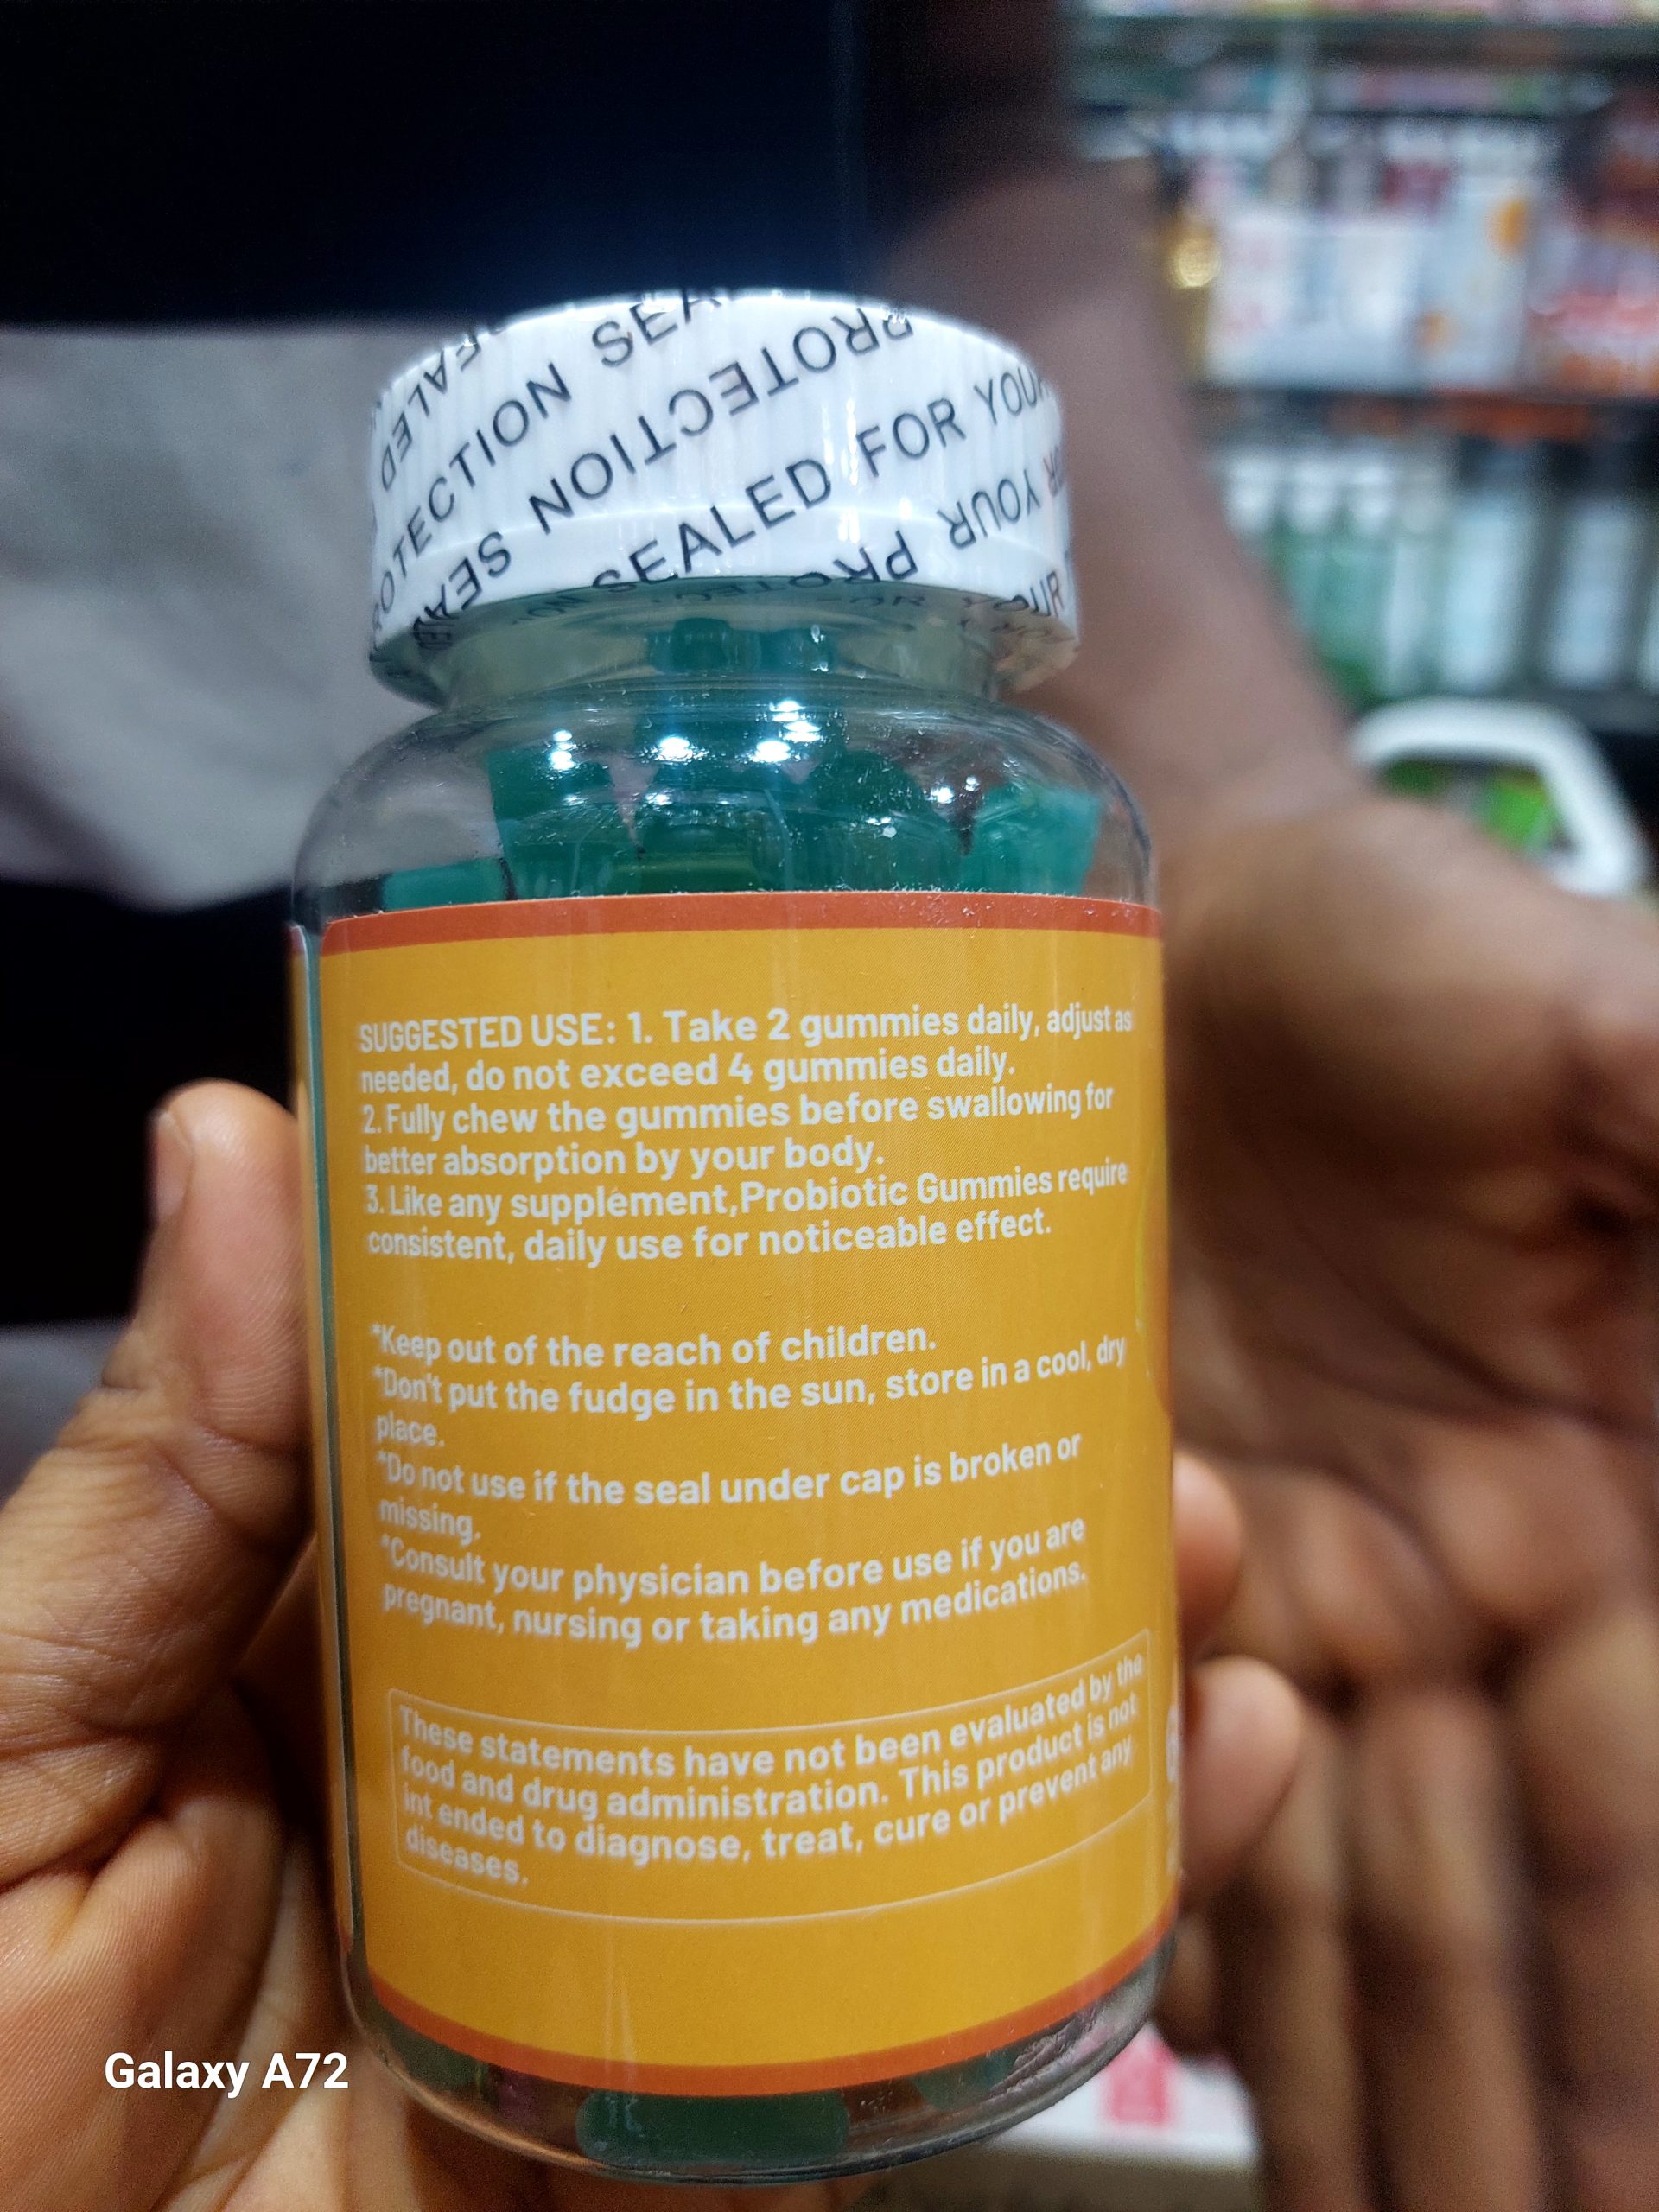 SEALED FOR YOUR
PROTECTION
SUGGESTED USE: 1. Take 2 gummies daily, adjust as
needed, do not exceed 4 gummies daily.
2. Fully chew the gummies before swallowing for
better absorption by your body.
3. Like any supplement,Probiotic Gummies require
consistent, daily use for noticeable effect.
*Keep out of the reach of children.
*Don't put the fudge in the sun, store in a cool, dry
place.
*Do not use if the seal under cap is broken or
missing.
*Consult your physician before use if you are
pregnant, nursing or taking any medications.
These statements have not been evaluated by the
food and drug administration. This product is not
int ended to diagnose, treat, cure or prevent any
diseases.
Galaxy A72